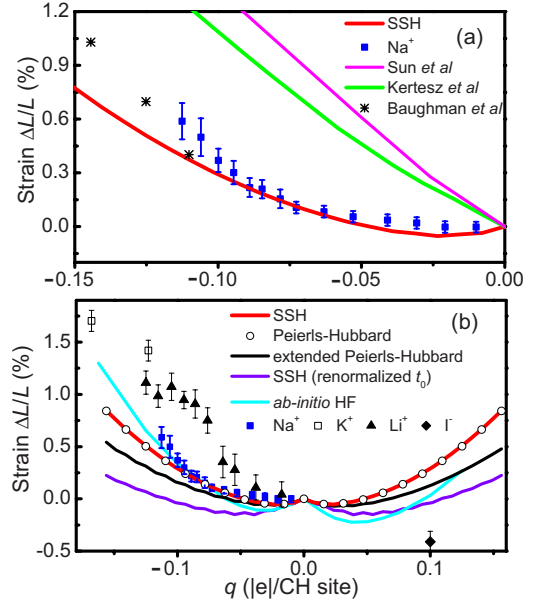 1.2
0.9
0.6
0.3
0.0
Strain ΔL/L (%)
(a)
SSH
Na⁺
Sun et al
Kertesz et al
Baughman et al
−0.15
−0.10
−0.05
0.00
1.5
1.0
0.5
0.0
-0.5
Strain ΔL/L (%)
(b)
SSH
Peierls-Hubbard
extended Peierls-Hubbard
SSH (renormalized t₀)
ab-initio HF
Na⁺ K⁺ Li⁺ I⁻
−0.1
0.0
0.1
q (|e|/CH site)